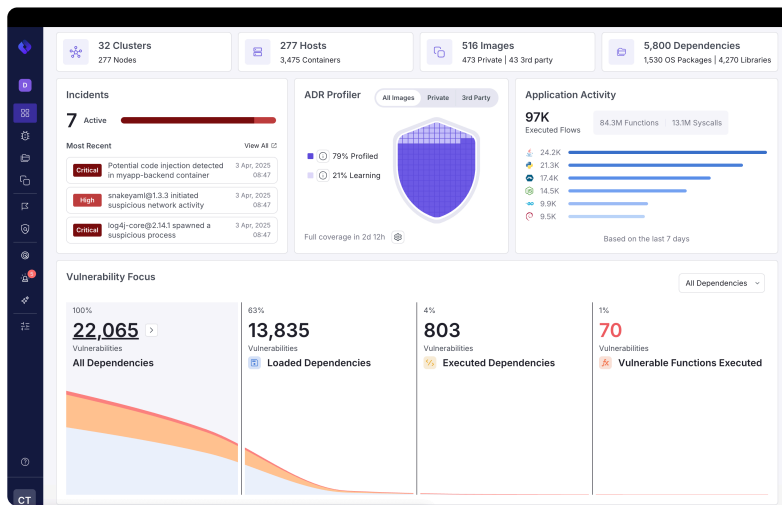 32 Clusters
277 Nodes
277 Hosts
3,475 Containers
516 Images
473 Private | 43 3rd party
5,800 Dependencies
1,530 OS Packages | 4,270 Libraries
D
5
CT
Incidents
7 Active
Most Recent
View All
Critical
Potential code injection detected
in myapp-backend container
3 Apr, 2025
08:47
High
snakeyaml@1.3.3 initiated
suspicious network activity
3 Apr, 2025
08:47
Critical
log4j-core@2.14.1 spawned a
suspicious process
3 Apr, 2025
08:47
ADR Profiler
All Images
Private
3rd Party
79% Profiled
21% Learning
Full coverage in 2d 12h
Application Activity
97K
Executed Flows
84.3M Functions
13.1M Syscalls
24.2K
21.3K
17.4K
14.5K
9.9K
9.5K
Based on the last 7 days
Vulnerability Focus
All Dependencies
100%
22,065
Vulnerabilities
All Dependencies
63%
13,835
Vulnerabilities
Loaded Dependencies
4%
803
Vulnerabilities
Executed Dependencies
1%
70
Vulnerabilities
Vulnerable Functions Executed